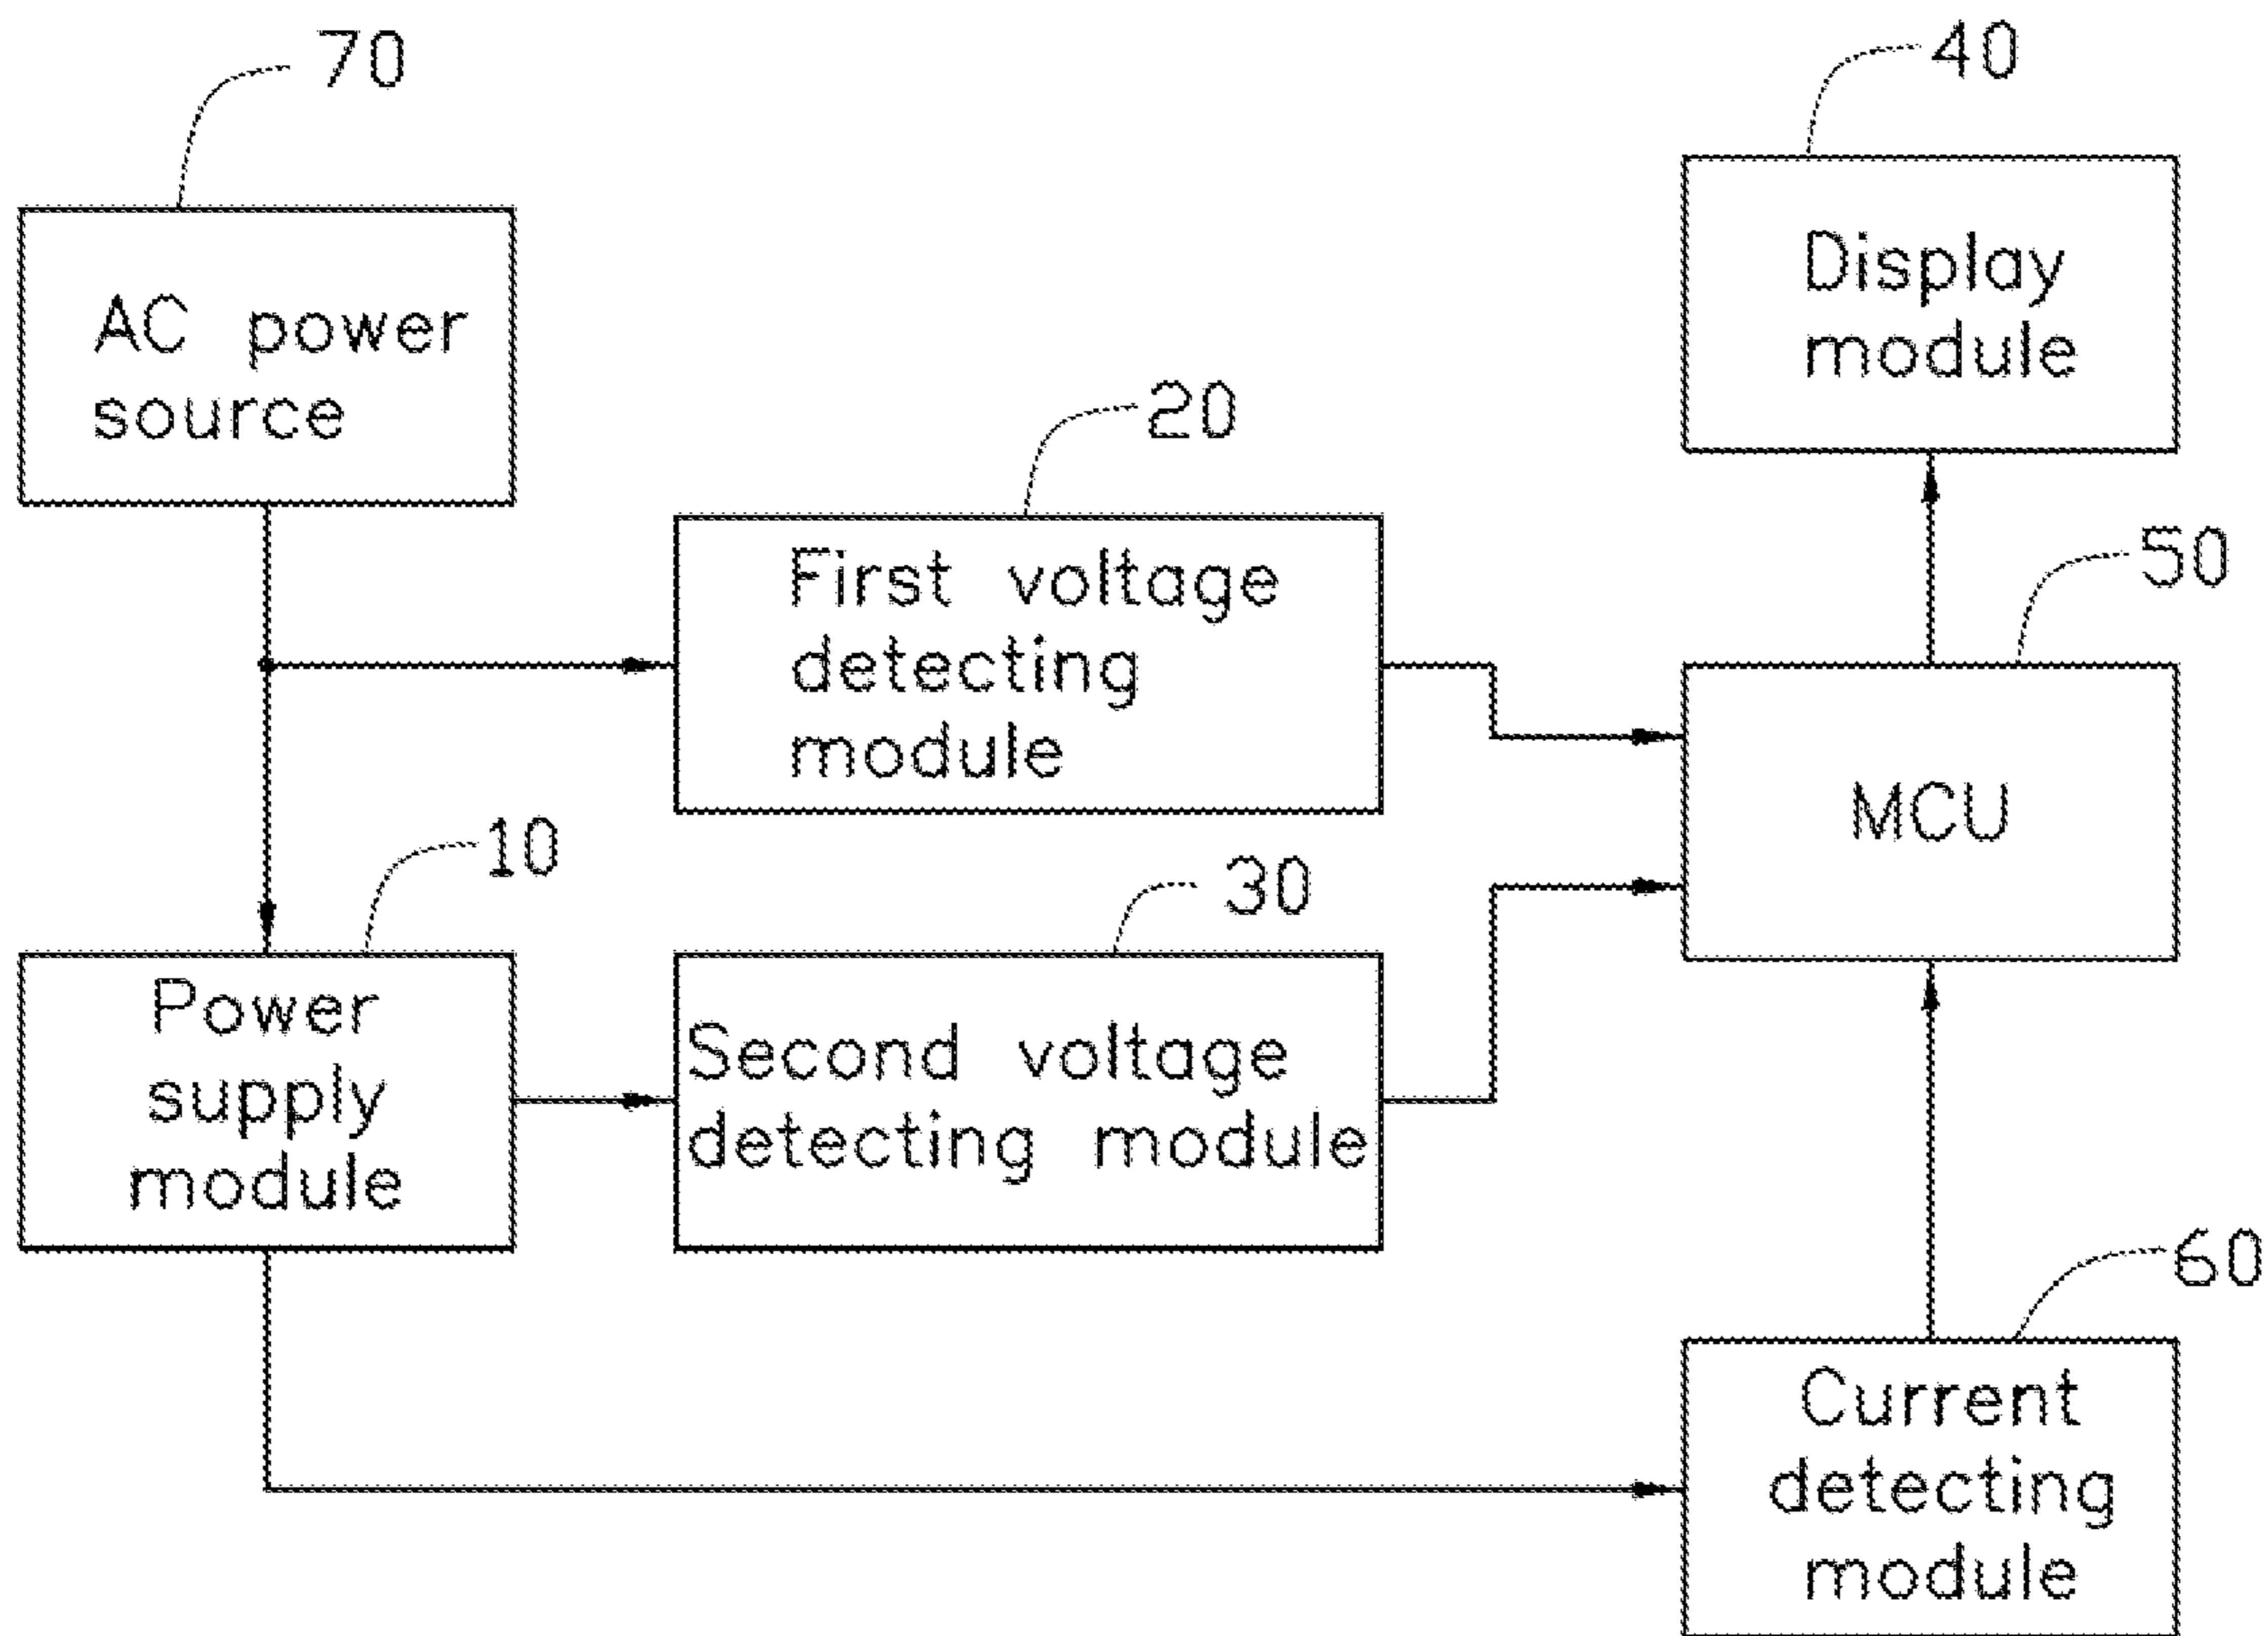 70
40
AC power
source
Display
module
20
50
First voltage
detecting
module
MCU
10
30
Power
supply
module
Second voltage
detecting module
60
Current
detecting
module